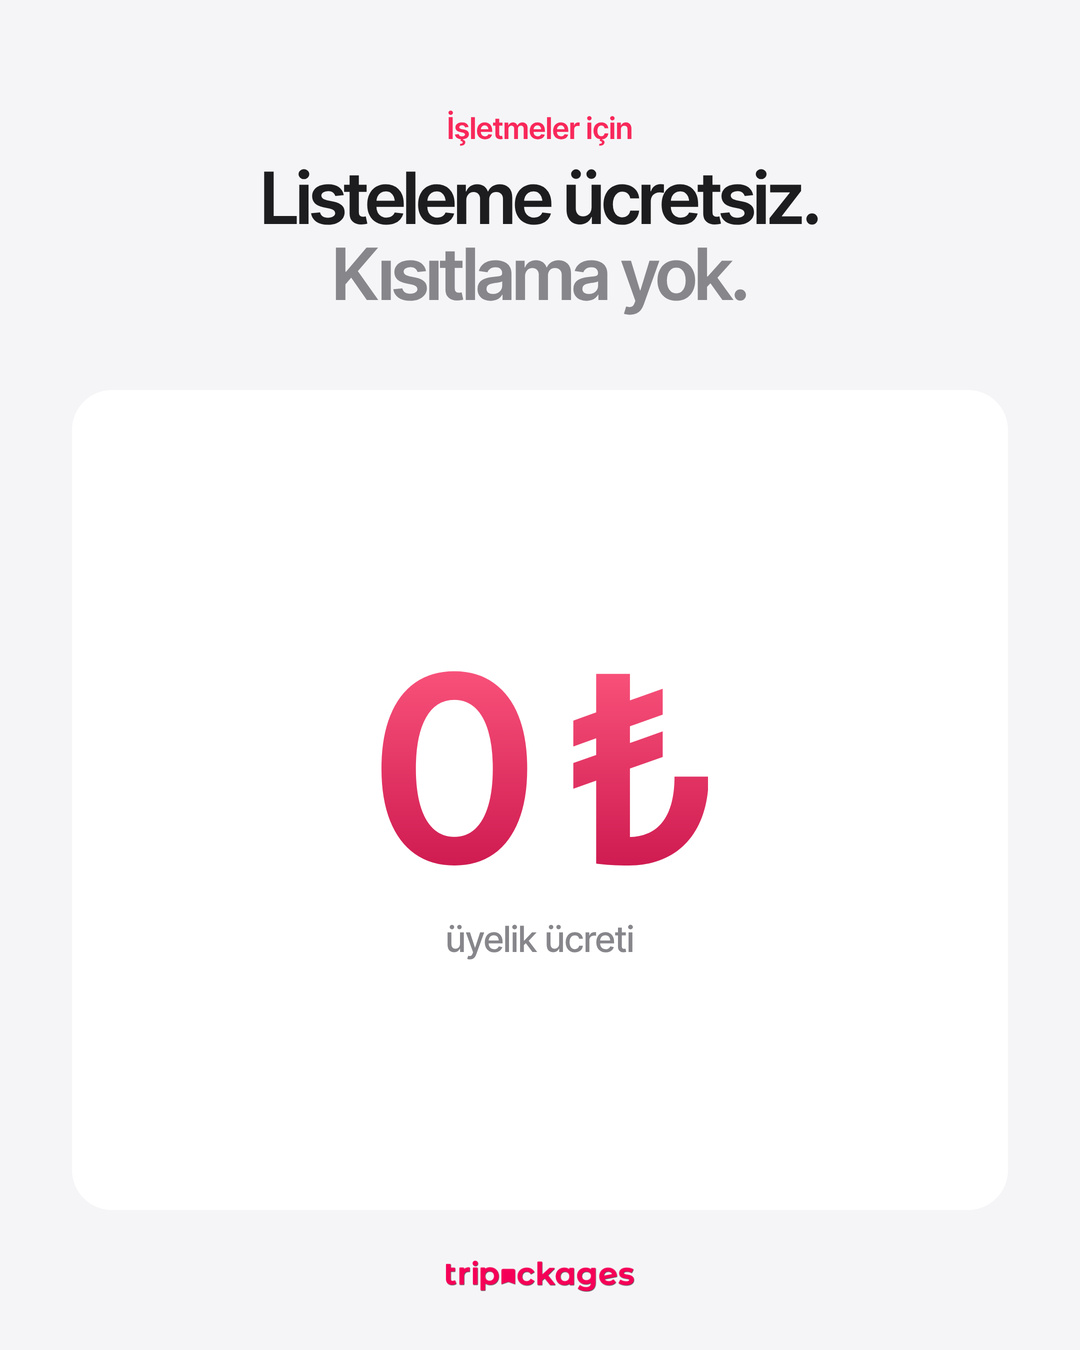 İşletmeler için
Listeleme ücretsiz.
Kısıtlama yok.
0 ₺
üyelik ücreti
tripackages